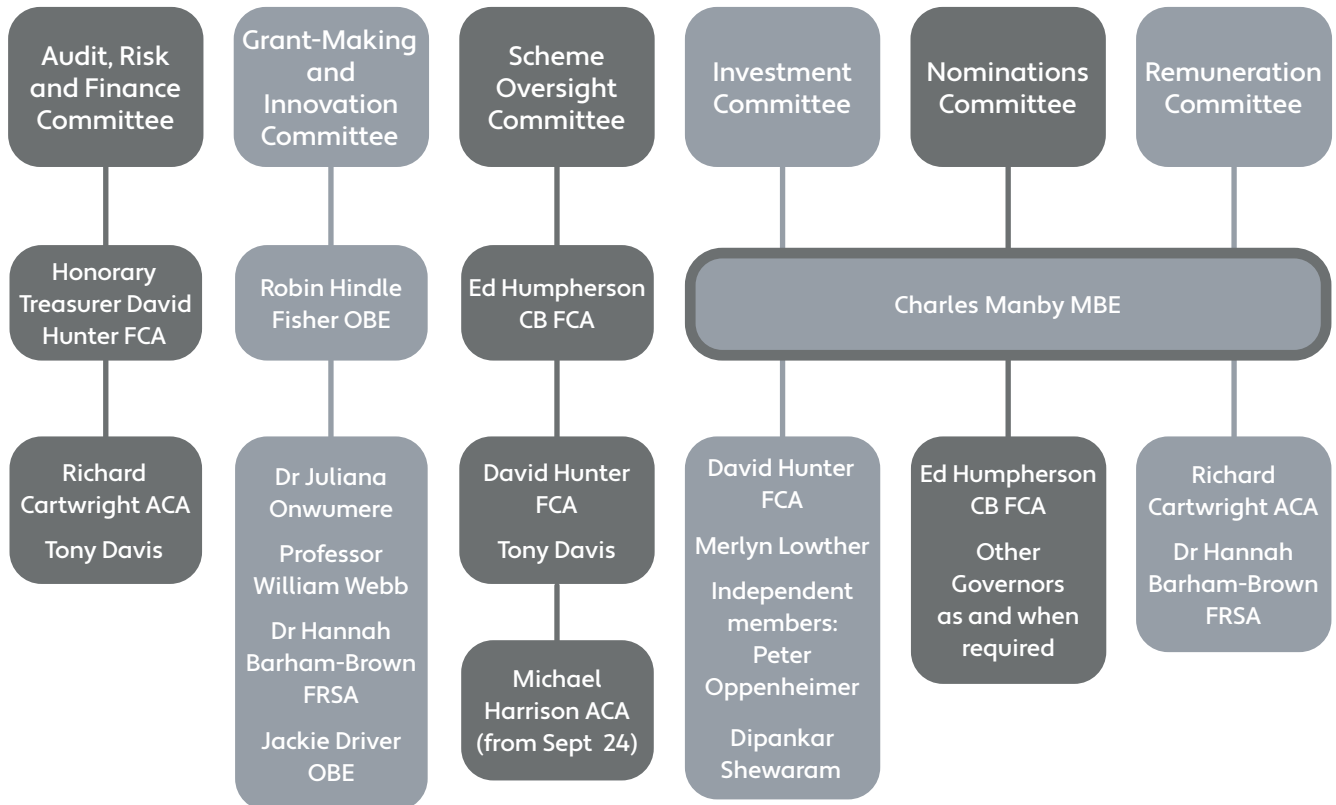 Audit, Risk
and Finance
Committee
Grant-Making
and
Innovation
Committee
Scheme
Oversight
Committee
Investment
Committee
Nominations
Committee
Remuneration
Committee
Honorary
Treasurer David
Hunter FCA
Robin Hindle
Fisher OBE
Ed Humpherson
CB FCA
Charles Manby MBE
Richard
Cartwright ACA
Tony Davis
Dr Juliana
Onwumere
Professor
William Webb
Dr Hannah
Barham-Brown
FRSA
Jackie Driver
OBE
David Hunter
FCA
Tony Davis
Michael
Harrison ACA
(from Sept 24)
David Hunter
FCA
Merlyn Lowther
Independent
members:
Peter
Oppenheimer
Dipankar
Shewaram
Ed Humpherson
CB FCA
Other
Governors
as and when
required
Richard
Cartwright ACA
Dr Hannah
Barham-Brown
FRSA